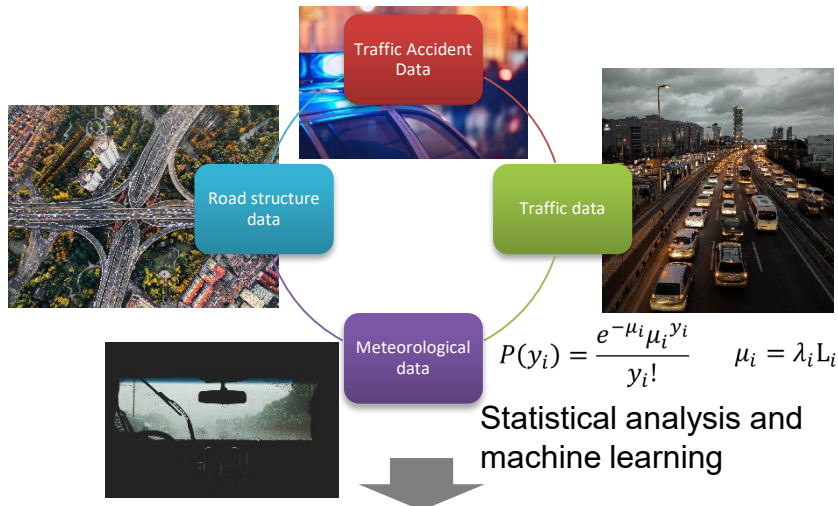 Traffic Accident
Data
Road structure
data
Traffic data
Meteorological
data
P(y_i) = \frac{e^{-μ_i} μ_i^{y_i}}{y_i!}    μ_i = λ_i L_i
Statistical analysis and
machine learning